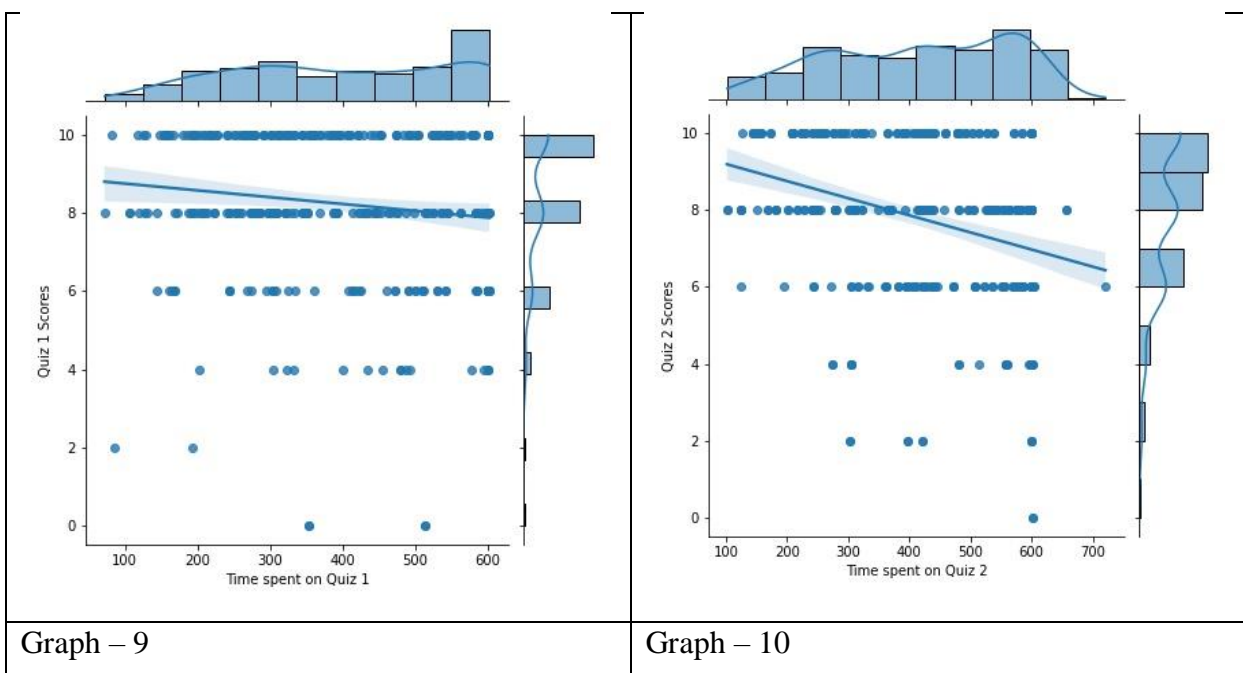 10
8
6
4
2
0
Quiz 1 Scores
100 200 300 400 500 600
Time spent on Quiz 1
10
8
6
4
2
0
Quiz 2 Scores
100 200 300 400 500 600 700
Time spent on Quiz 2
Graph – 9
Graph – 10